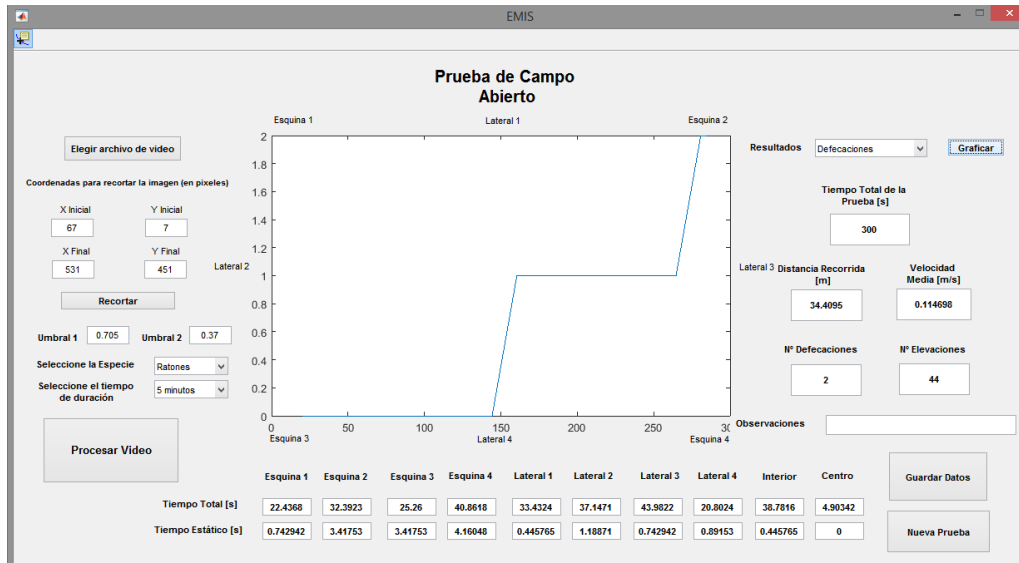 EMIS
Prueba de Campo
Abierto
Esquina 1 Lateral 1 Esquina 2
Elegir archivo de video
Resultados Defecaciones Graficar
Coordenadas para recortar la imagen (en pixeles)
X Inicial Y Inicial
67 7
X Final Y Final
531 451
Recortar
Umbral 1 0.705 Umbral 2 0.37
Seleccione la Especie Ratones
Seleccione el tiempo
de duración
5 minutos
Procesar Video
Lateral 2
2
1.8
1.6
1.4
1.2
1
0.8
0.6
0.4
0.2
0
0 50 100 150 200 250 30
Esquina 3 Lateral 4 Esquina 4
Tiempo Total de la
Prueba [s]
300
Lateral 3
Distancia Recorrida
[m]
34.4095
Velocidad
Media [m/s]
0.114698
Nº Defecaciones Nº Elevaciones
2 44
Observaciones
Esquina 1 Esquina 2 Esquina 3 Esquina 4 Lateral 1 Lateral 2 Lateral 3 Lateral 4 Interior Centro
Tiempo Total [s] 22.4368 32.3923 25.26 40.8618 33.4324 37.1471 43.9822 20.8024 38.7816 4.90342
Tiempo Estático [s] 0.742942 3.41753 3.41753 4.16048 0.445765 1.18871 0.742942 0.89153 0.445765 0
Guardar Datos
Nueva Prueba